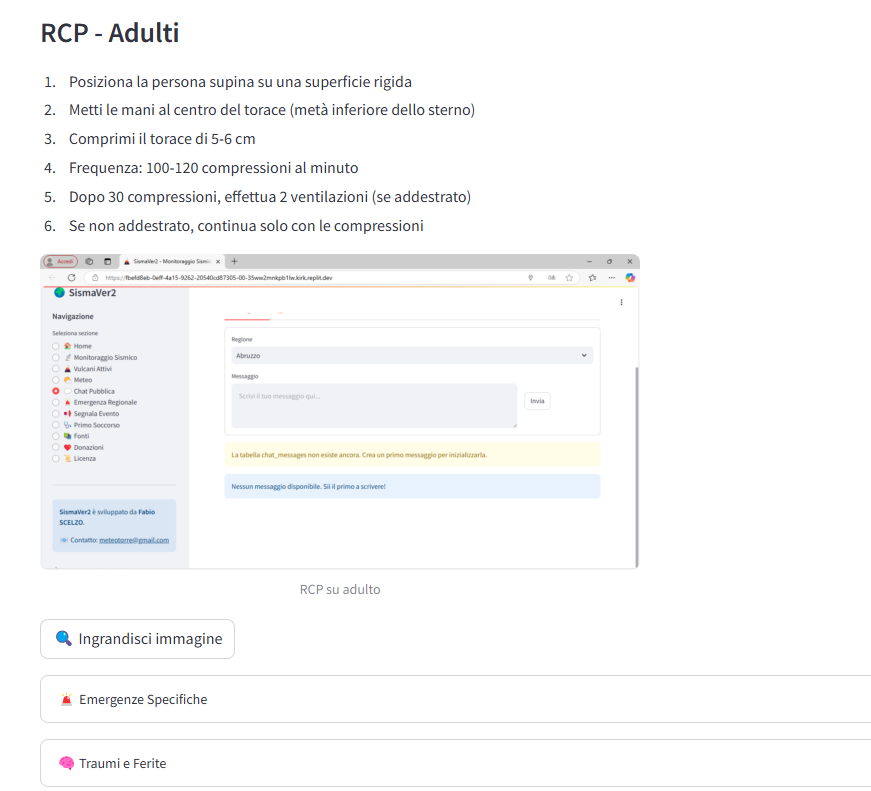 RCP - Adulti
1. Posiziona la persona supina su una superficie rigida
2. Metti le mani al centro del torace (metà inferiore dello sterno)
3. Comprimi il torace di 5-6 cm
4. Frequenza: 100-120 compressioni al minuto
5. Dopo 30 compressioni, effettua 2 ventilazioni (se addestrato)
6. Se non addestrato, continua solo con le compressioni
Accedi
SismaVer2 - Monitoraggio Sismic
https://fbefd8eb-0eff-4a15-9262-20540cd87305-00-35ww2mnkpb1lw.kirk.replit.dev
SismaVer2
Navigazione
Seleziona sezione
Home
Monitoraggio Sismico
Vulcani Attivi
Meteo
Chat Pubblica
Emergenza Regionale
Segnala Evento
Primo Soccorso
Fonti
Donazioni
Licenza
SismaVer2 è sviluppato da Fabio
SCELZO.
Contatto: meteotorre@gmail.com
Regione
Abruzzo
Messaggio
Scrivi il tuo messaggio qui...
Invia
La tabella chat_messages non esiste ancora. Crea un primo messaggio per inizializzarla.
Nessun messaggio disponibile. Sii il primo a scrivere!
RCP su adulto
Ingrandisci immagine
Emergenze Specifiche
Traumi e Ferite